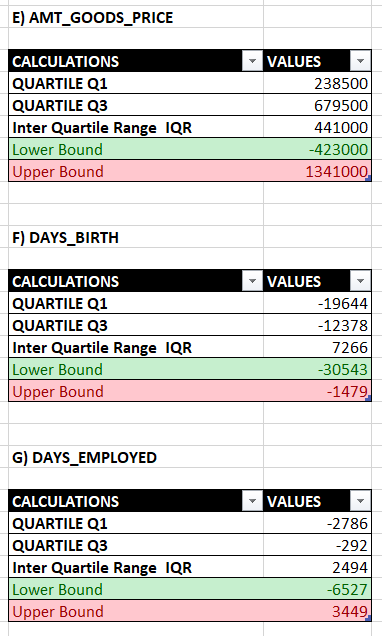 E) AMT_GOODS_PRICE
CALCULATIONS VALUES
QUARTILE Q1 238500
QUARTILE Q3 679500
Inter Quartile Range  IQR 441000
Lower Bound -423000
Upper Bound 1341000
F) DAYS_BIRTH
CALCULATIONS VALUES
QUARTILE Q1 -19644
QUARTILE Q3 -12378
Inter Quartile Range  IQR 7266
Lower Bound -30543
Upper Bound -1479
G) DAYS_EMPLOYED
CALCULATIONS VALUES
QUARTILE Q1 -2786
QUARTILE Q3 -292
Inter Quartile Range  IQR 2494
Lower Bound -6527
Upper Bound 3449